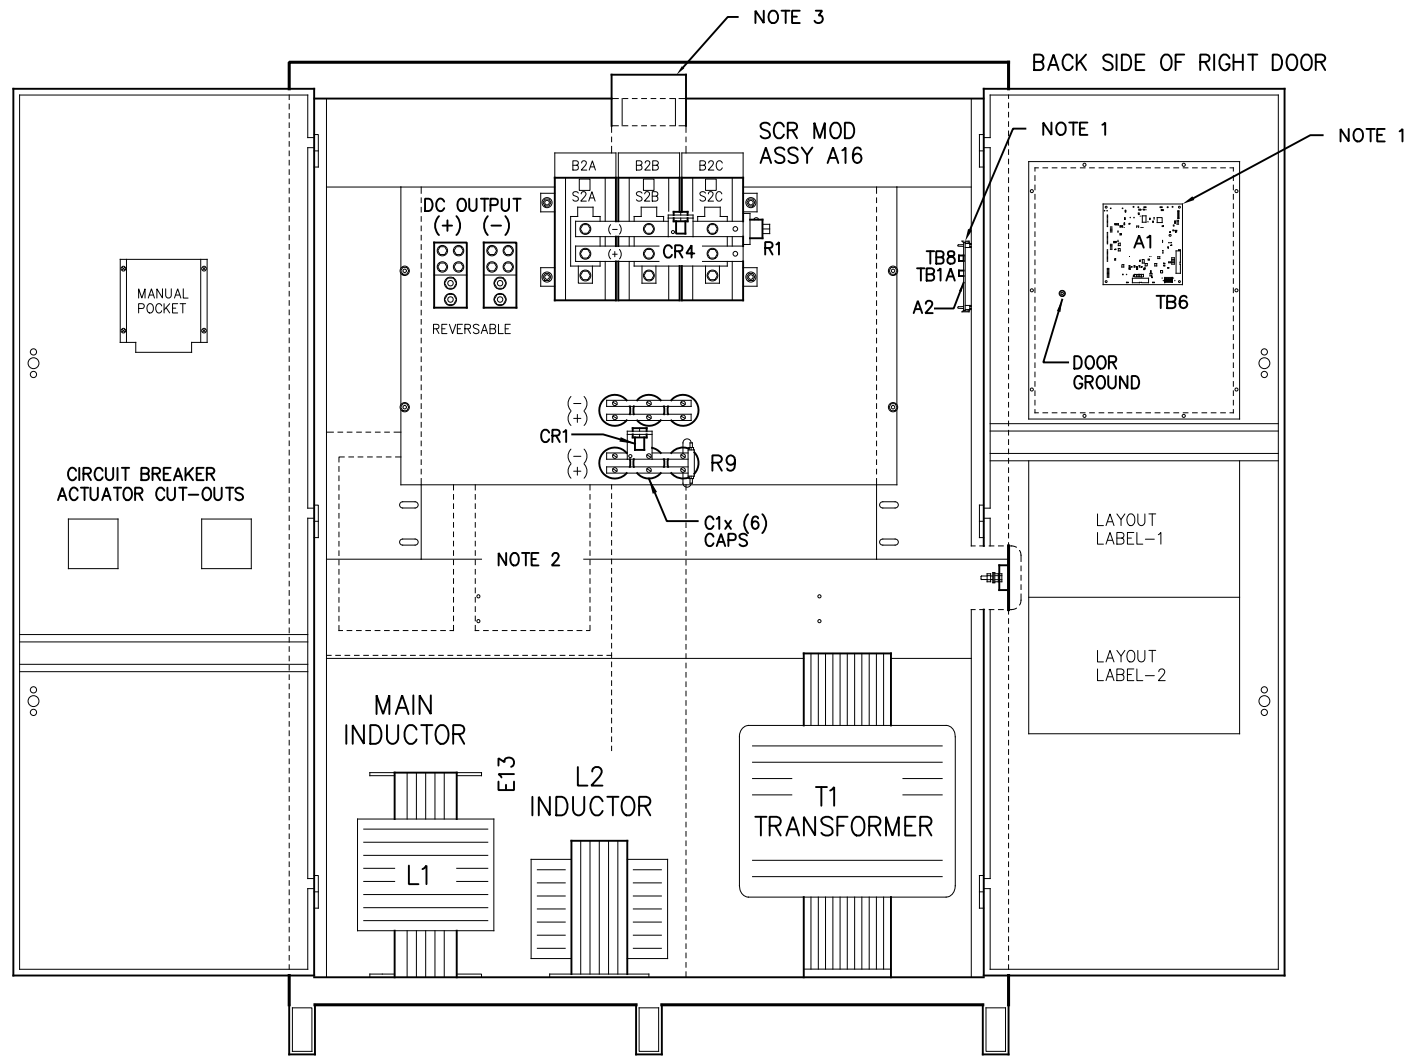 NOTE 3
BACK SIDE OF RIGHT DOOR
SCR MOD
ASSY A16
NOTE 1
NOTE 1
B2A
B2B
B2C
S2A
S2B
S2C
DC OUTPUT
(+) (-)
(-)
(+)
CR4
R1
REVERSABLE
TB8
TB1A
A2
A1
TB6
DOOR
GROUND
MANUAL
POCKET
(-)
(+)
CR1
(-)
(+)
R9
C1x (6)
CAPS
CIRCUIT BREAKER
ACTUATOR CUT-OUTS
NOTE 2
LAYOUT
LABEL-1
LAYOUT
LABEL-2
MAIN
INDUCTOR
E13
L2
INDUCTOR
T1
TRANSFORMER
L1